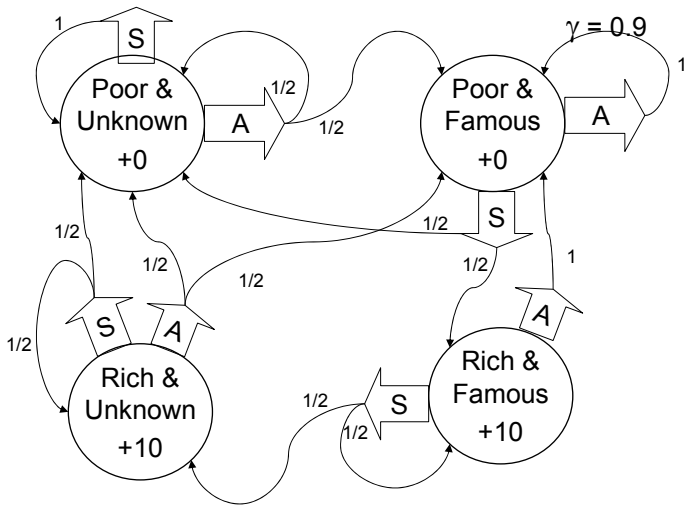 1
S
γ = 0.9
Poor &
Unknown
+0
A
1/2
1/2
Poor &
Famous
+0
A
1
S
1/2
1/2
1/2
1/2
1/2
1
S
A
A
1/2
Rich &
Unknown
+10
1/2
1/2
S
Rich &
Famous
+10